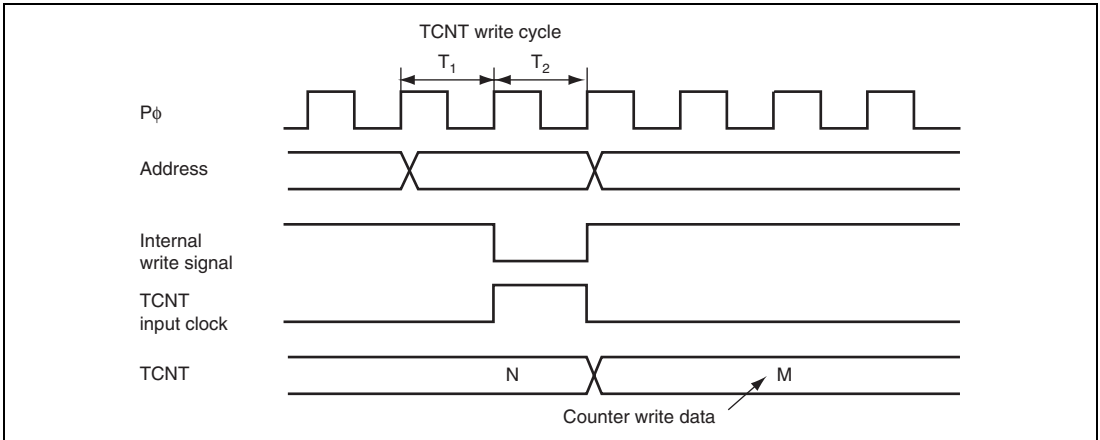 TCNT write cycle
T1 T2
Pϕ
Address
Internal
write signal
TCNT
input clock
TCNT N M
Counter write data